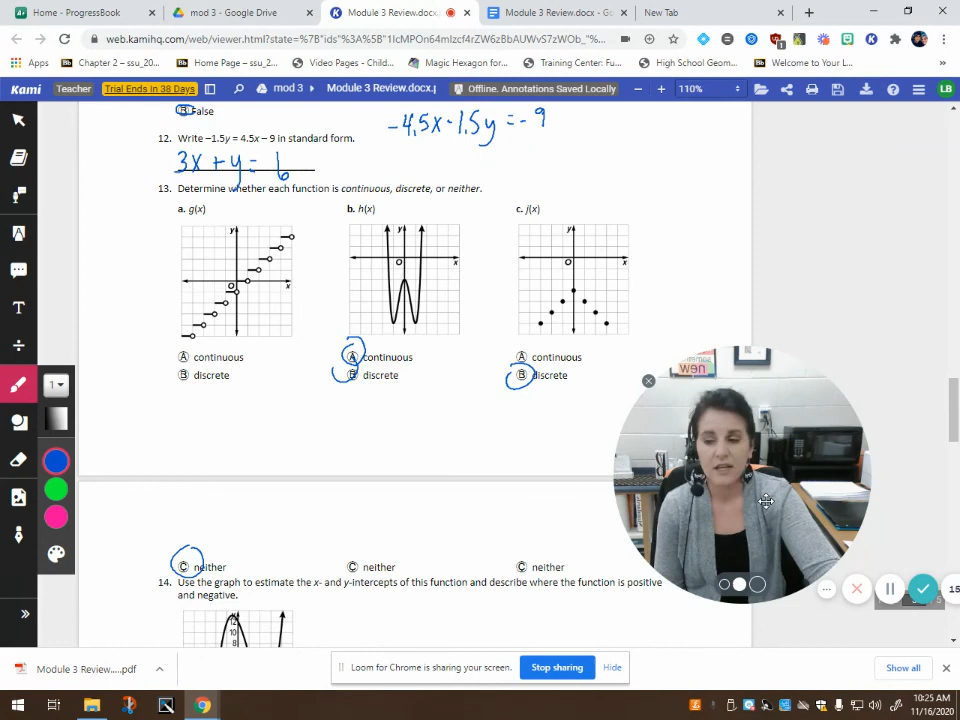 Home - ProgressBook
mod 3 - Google Drive
Module 3 Review.docx
Module 3 Review.docx - Go
New Tab
web.kamihq.com/web/viewer.html?state=%7B"ids"%3A%5B"1IcMPOn64mIzcf4rZW6zBbAUWvS7zWOb_"%...
Apps
Chapter 2 – ssu_20...
Home Page – ssu_2...
Video Pages - Child...
Magic Hexagon for...
Training Center: Fu...
High School Geom...
Welcome to Your L...
Kami
Teacher
Trial Ends In 38 Days
mod 3
Module 3 Review.docx.p
Offline. Annotations Saved Locally
110%
LB
B False
-4.5x-1.5y=-9
12. Write –1.5y = 4.5x – 9 in standard form.
3x + y = 6
13. Determine whether each function is continuous, discrete, or neither.
a. g(x) b. h(x) c. j(x)
y y y
O x O x O x
A continuous A continuous A continuous
B discrete B discrete B discrete
new
C neither C neither C neither
14. Use the graph to estimate the x- and y-intercepts of this function and describe where the function is positive
and negative.
12
10
8
15
Module 3 Review.....pdf
Loom for Chrome is sharing your screen.
Stop sharing
Hide
Show all
10:25 AM
11/16/2020